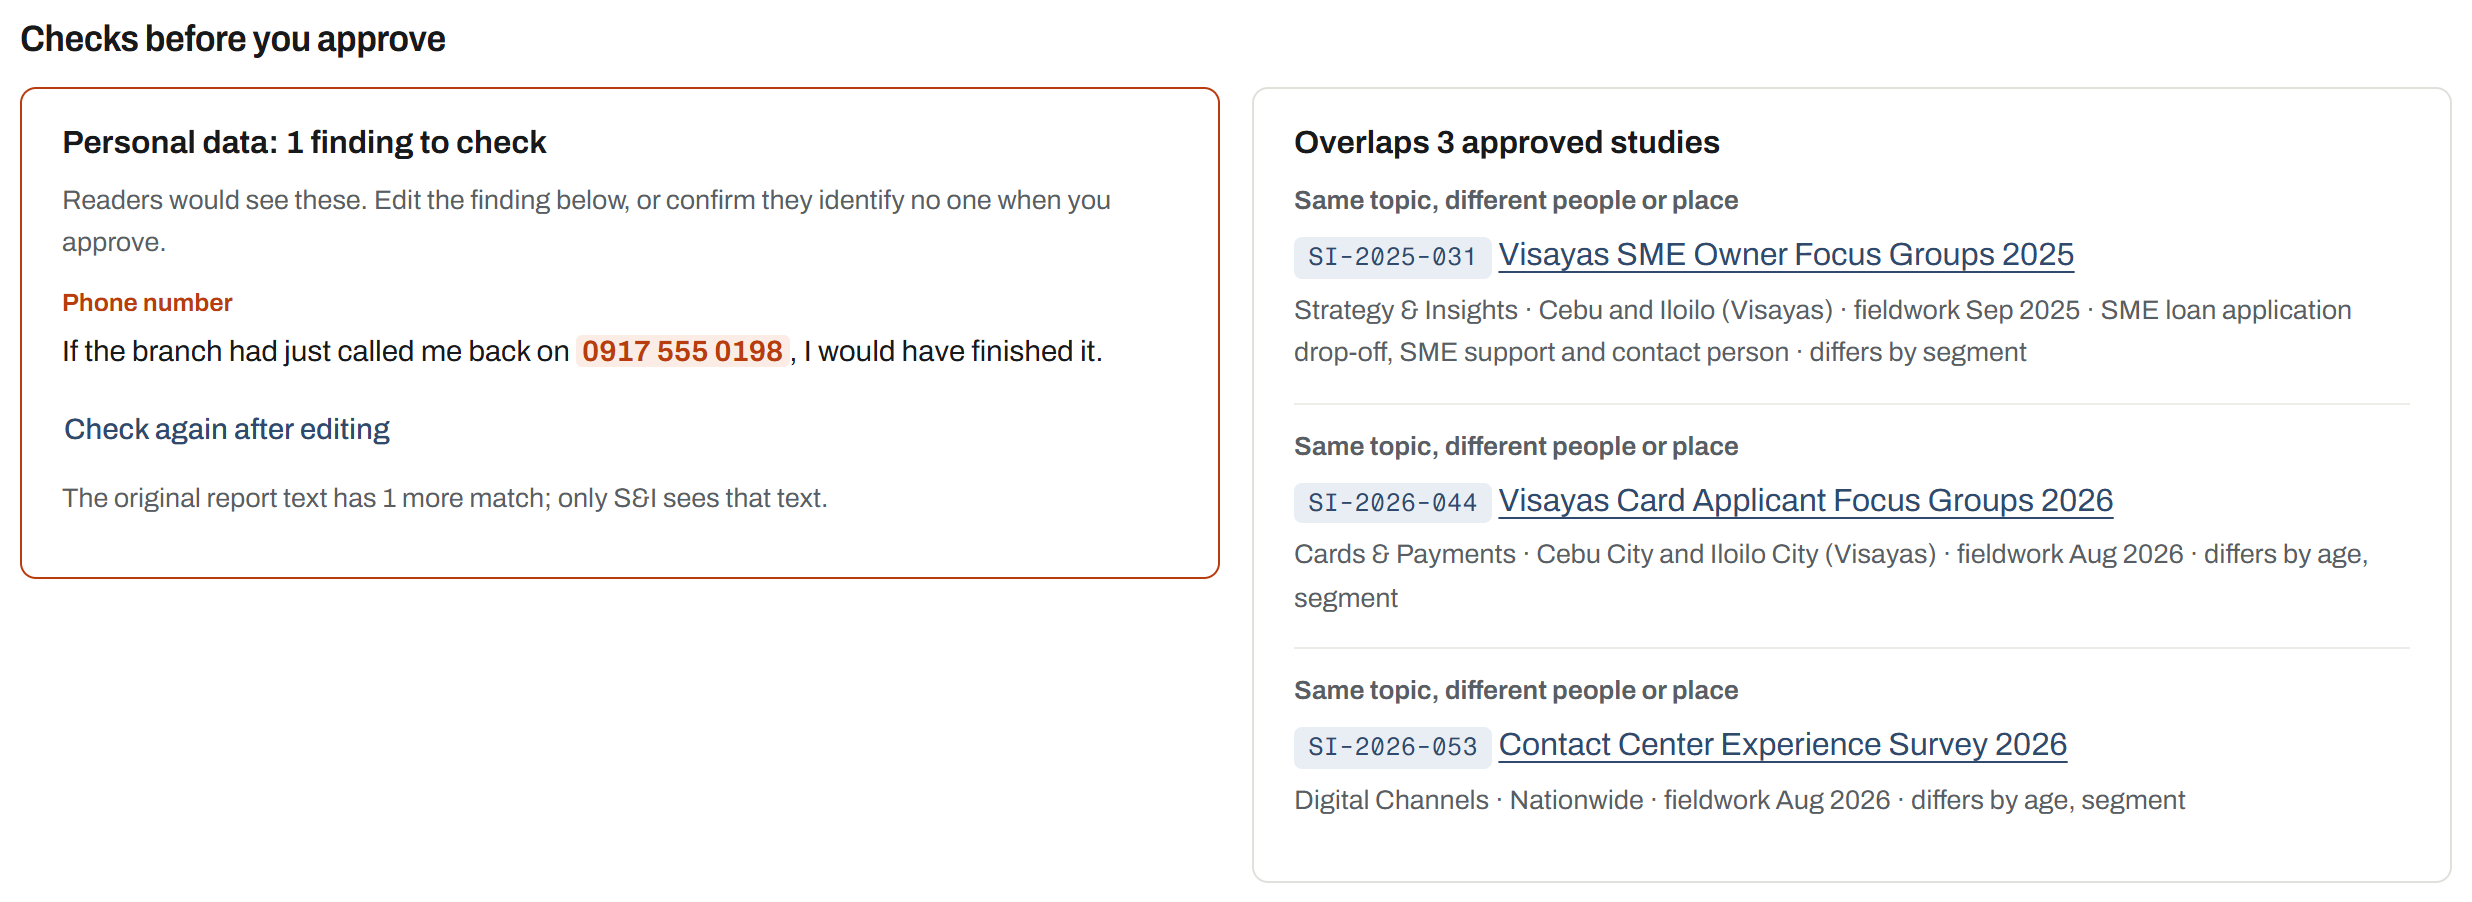 Checks before you approve
Personal data: 1 finding to check
Readers would see these. Edit the finding below, or confirm they identify no one when you
approve.
Phone number
If the branch had just called me back on 0917 555 0198, I would have finished it.
Check again after editing
The original report text has 1 more match; only S&I sees that text.
Overlaps 3 approved studies
Same topic, different people or place
SI-2025-031 Visayas SME Owner Focus Groups 2025
Strategy & Insights · Cebu and Iloilo (Visayas) · fieldwork Sep 2025 · SME loan application
drop-off, SME support and contact person · differs by segment
Same topic, different people or place
SI-2026-044 Visayas Card Applicant Focus Groups 2026
Cards & Payments · Cebu City and Iloilo City (Visayas) · fieldwork Aug 2026 · differs by age,
segment
Same topic, different people or place
SI-2026-053 Contact Center Experience Survey 2026
Digital Channels · Nationwide · fieldwork Aug 2026 · differs by age, segment